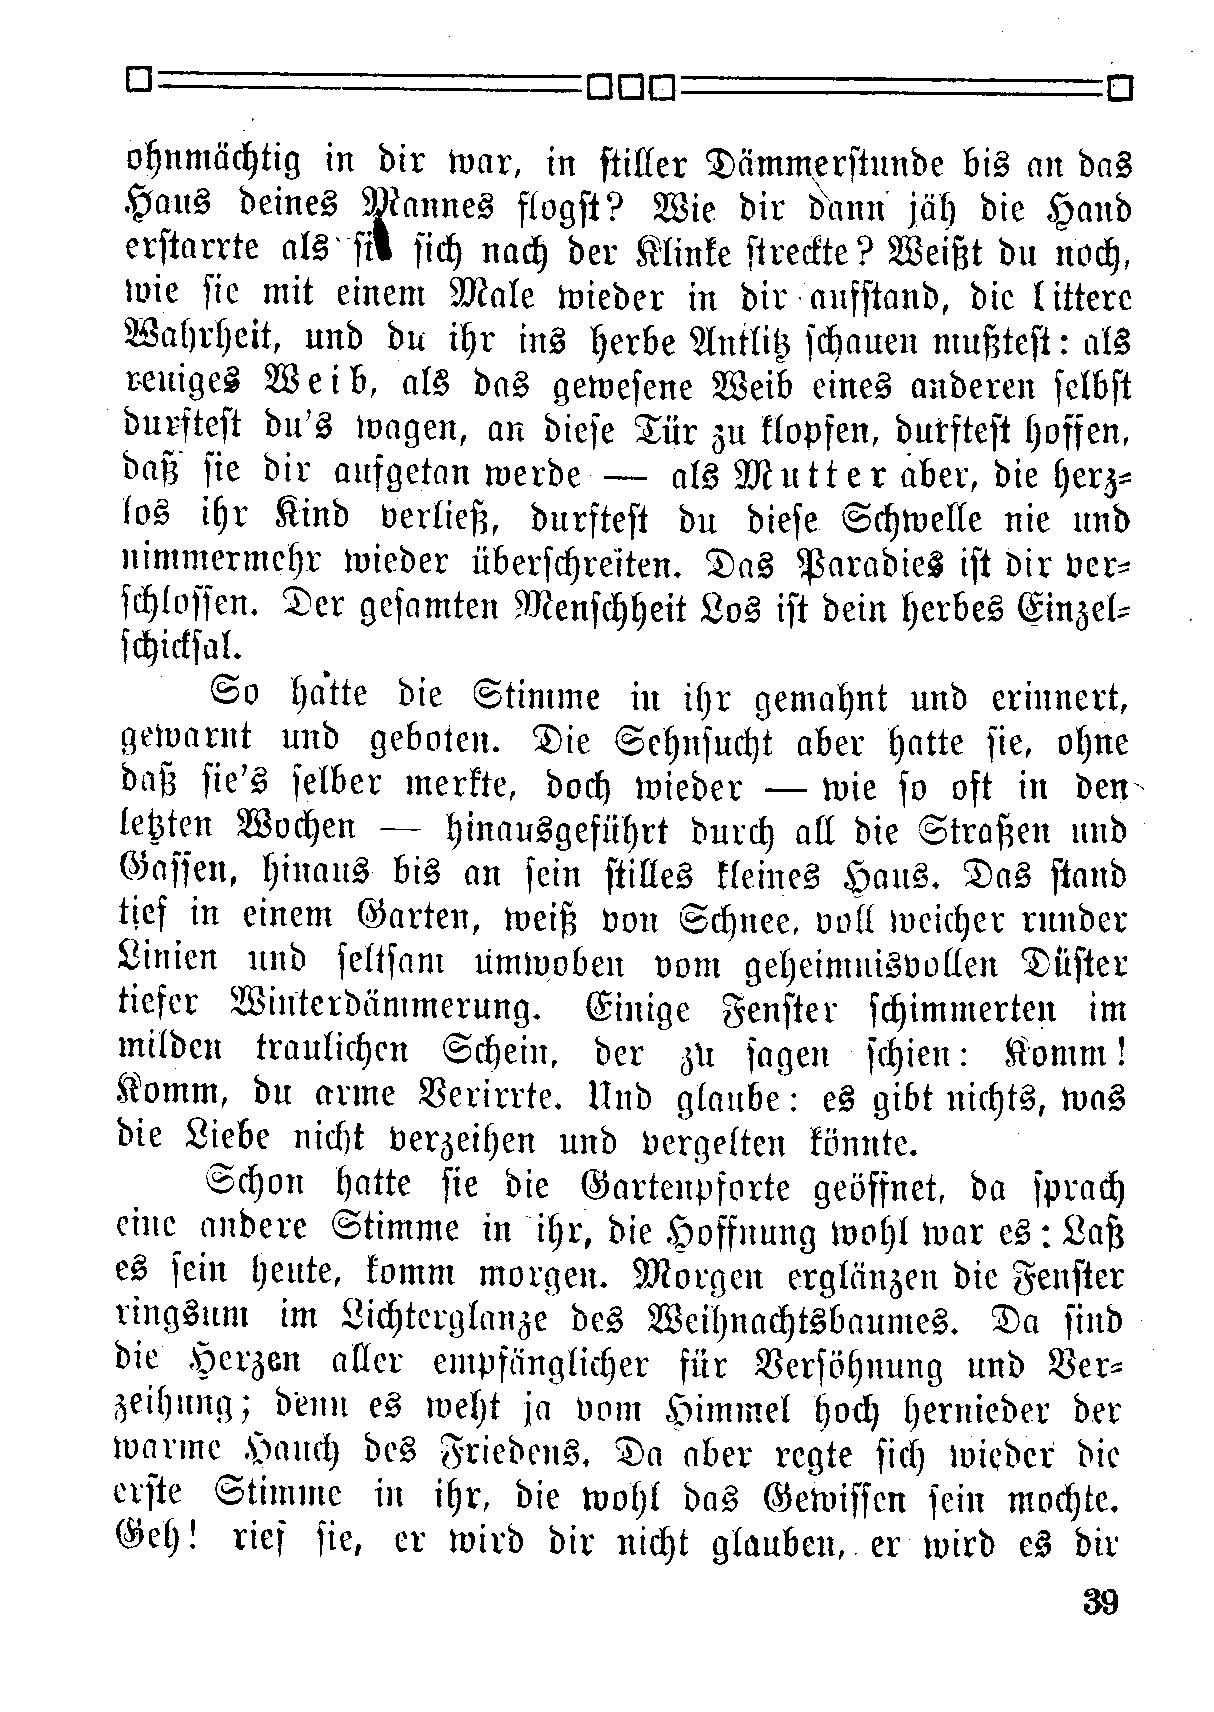 ohnmächtig in dir war, in stiller Dämmerstunde bis an das
Haus deines Mannes flogst? Wie dir dann jäh die Hand
erstarrte als sie sich nach der Klinke streckte? Weißt du noch,
wie sie mit einem Male wieder in dir aufstand, die bittere
Wahrheit, und du ihr ins herbe Antlitz schauen mußtest: als
reuiges Weib, als das gewesene Weib eines anderen selbst
durftest du's wagen, an diese Tür zu klopfen, durftest hoffen,
daß sie dir aufgetan werde — als Mutter aber, die herz-
los ihr Kind verließ, durftest du diese Schwelle nie und
nimmermehr wieder überschreiten. Das Paradies ist dir ver-
schlossen. Der gesamten Menschheit Los ist dein herbes Einzel-
schicksal.
So hatte die Stimme in ihr gemahnt und erinnert,
gewarnt und geboten. Die Sehnsucht aber hatte sie, ohne
daß sie's selber merkte, doch wieder — wie so oft in den
letzten Wochen — hinausgeführt durch all die Straßen und
Gassen, hinaus bis an sein stilles kleines Haus. Das stand
tief in einem Garten, weiß von Schnee, voll weicher runder
Linien und seltsam umwoben vom geheimnisvollen Düster
tiefer Winterdämmerung. Einige Fenster schimmerten im
milden traulichen Schein, der zu sagen schien: Komm!
Komm, du arme Verirrte. Und glaube: es gibt nichts, was
die Liebe nicht verzeihen und vergelten könnte.
Schon hatte sie die Gartenpforte geöffnet, da sprach
eine andere Stimme in ihr, die Hoffnung wohl war es: Laß
es sein heute, komm morgen. Morgen erglänzen die Fenster
ringsum im Lichterglanze des Weihnachtsbaumes. Da sind
die Herzen aller empfänglicher für Versöhnung und Ver-
zeihung; denn es weht ja vom Himmel hoch hernieder der
warme Hauch des Friedens. Da aber regte sich wieder die
erste Stimme in ihr, die wohl das Gewissen sein mochte.
Geh! rief sie, er wird dir nicht glauben, er wird es dir
39